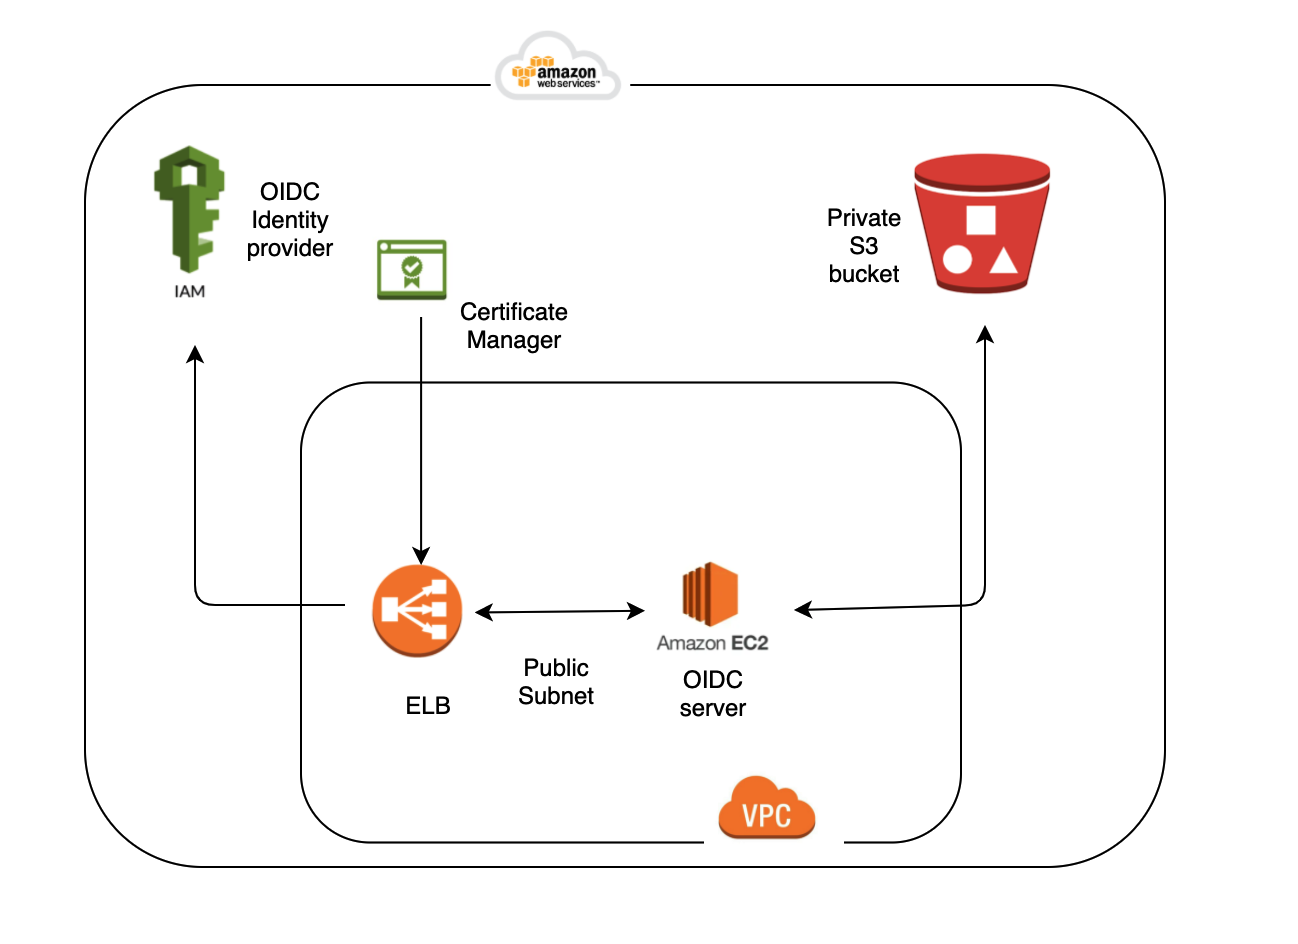 amazon
web services™
OIDC
Identity
provider
IAM
Certificate
Manager
Private
S3
bucket
ELB
Public
Subnet
Amazon EC2
OIDC
server
VPC